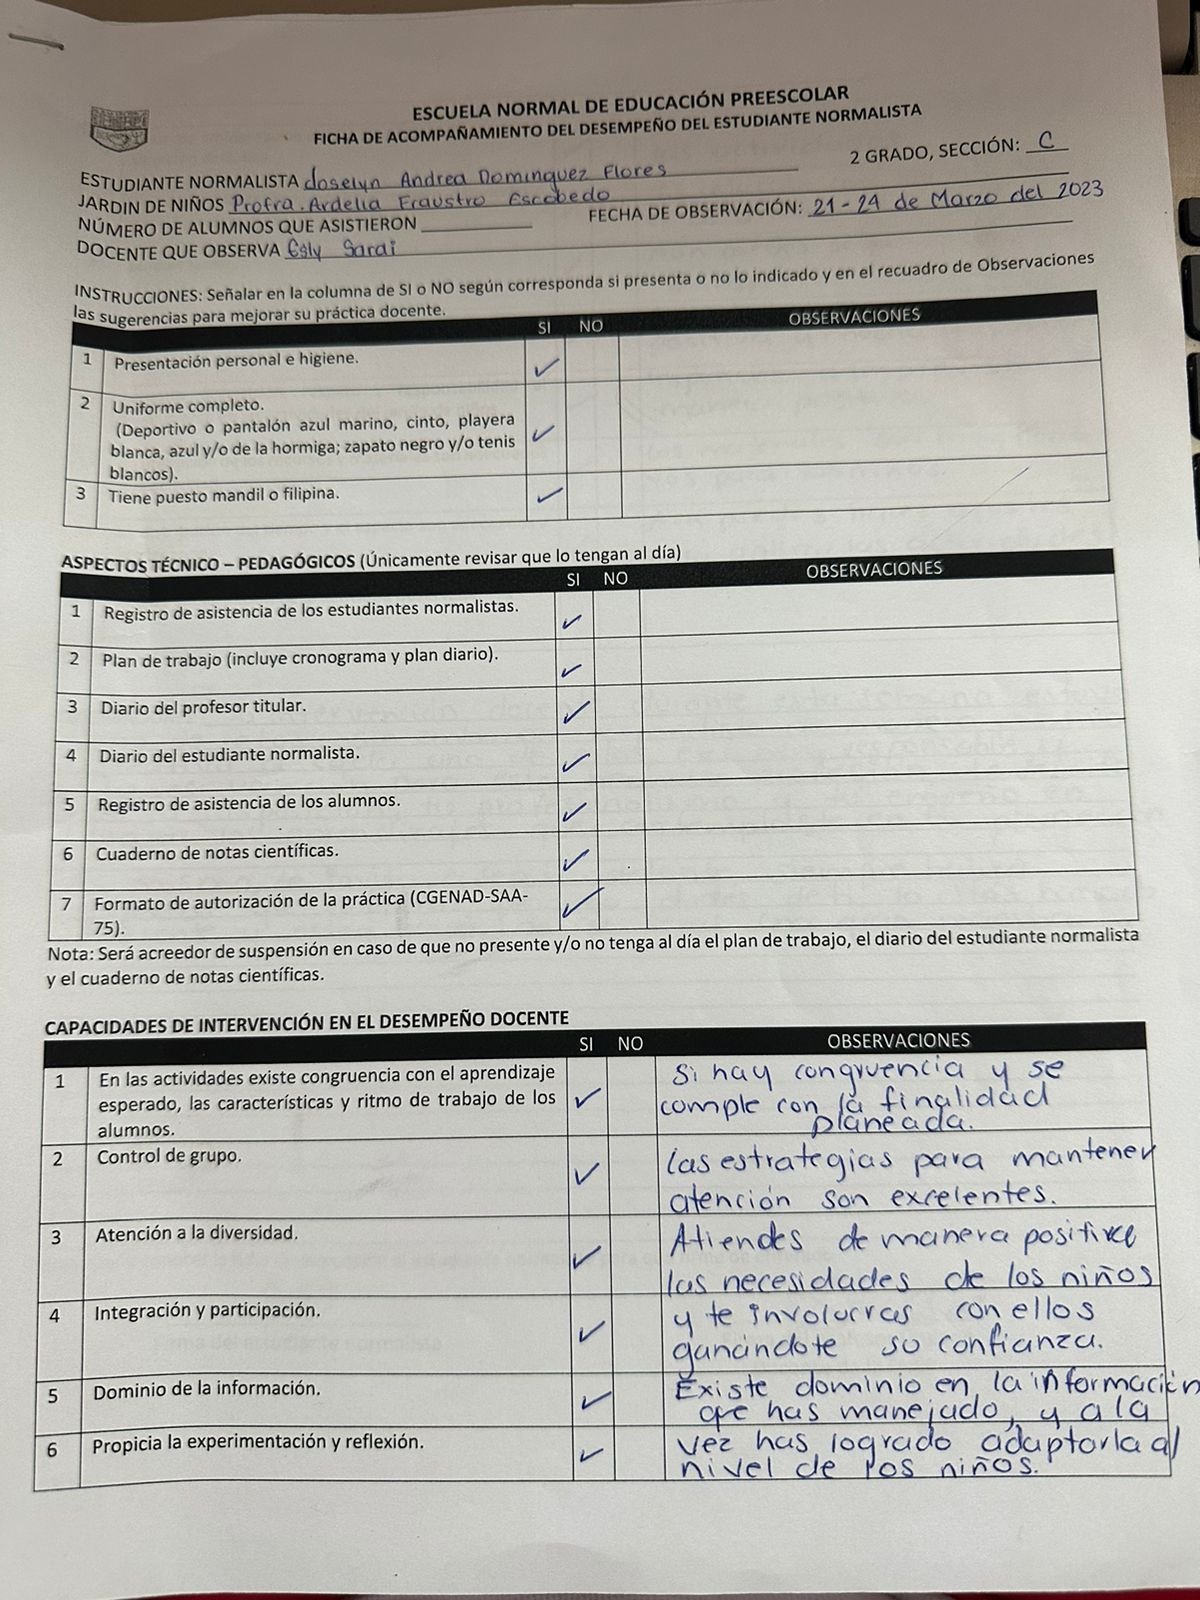 ESCUELA NORMAL DE EDUCACIÓN PREESCOLAR
FICHA DE ACOMPAÑAMIENTO DEL DESEMPEÑO DEL ESTUDIANTE NORMALISTA
2 GRADO, SECCIÓN: C
ESTUDIANTE NORMALISTA Joselyn Andrea Dominguez Flores
JARDIN DE NIÑOS Profra. Ardelia Fraustro Escobedo
NÚMERO DE ALUMNOS QUE ASISTIERON
FECHA DE OBSERVACIÓN: 21-24 de Marzo del 2023
DOCENTE QUE OBSERVA Esly Sarai
INSTRUCCIONES: Señalar en la columna de SI o NO según corresponda si presenta o no lo indicado y en el recuadro de Observaciones
las sugerencias para mejorar su práctica docente.
SI NO OBSERVACIONES
1 Presentación personal e higiene. ✓
2 Uniforme completo.
(Deportivo o pantalón azul marino, cinto, playera
blanca, azul y/o de la hormiga; zapato negro y/o tenis ✓
blancos).
3 Tiene puesto mandil o filipina. ✓
ASPECTOS TÉCNICO – PEDAGÓGICOS (Únicamente revisar que lo tengan al día)
SI NO OBSERVACIONES
1 Registro de asistencia de los estudiantes normalistas. ✓
2 Plan de trabajo (incluye cronograma y plan diario). ✓
3 Diario del profesor titular. ✓
4 Diario del estudiante normalista. ✓
5 Registro de asistencia de los alumnos. ✓
6 Cuaderno de notas científicas. ✓
7 Formato de autorización de la práctica (CGENAD-SAA- ✓
75).
Nota: Será acreedor de suspensión en caso de que no presente y/o no tenga al día el plan de trabajo, el diario del estudiante normalista
y el cuaderno de notas científicas.
CAPACIDADES DE INTERVENCIÓN EN EL DESEMPEÑO DOCENTE
SI NO OBSERVACIONES
1 En las actividades existe congruencia con el aprendizaje
esperado, las características y ritmo de trabajo de los ✓
alumnos.
Si hay congruencia y se
comple con la finalidad
planeada.
2 Control de grupo. ✓
las estrategias para mantener
atención son excelentes.
3 Atención a la diversidad. ✓
Atiendes de manera positiva
las necesidades de los niños
4 Integración y participación. ✓
y te involucras con ellos
ganándote su confianza.
5 Dominio de la información. ✓
Existe dominio en la información
que has manejado, y a la
6 Propicia la experimentación y reflexión. ✓
vez has logrado adaptarla al
nivel de los niños.